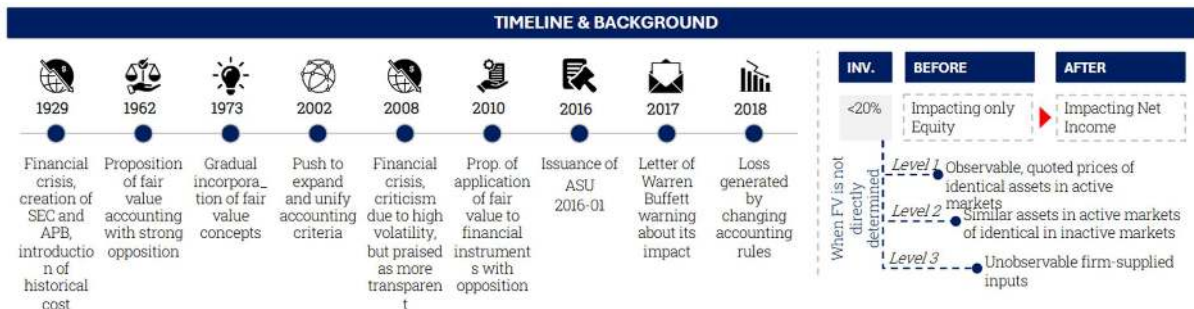 TIMELINE & BACKGROUND
1929
1962
1973
2002
2008
2010
2016
2017
2018
Financial
crisis,
creation of
SEC and
APB,
introductio
n of
historical
cost
Proposition
of fair
value
accounting
with strong
opposition
Gradual
incorpora_
tion of fair
value
concepts
Push to
expand
and unify
accounting
criteria
Financial
crisis,
criticism
due to high
volatility,
but praised
as more
transparen
t
Prop. of
application
of fair
value to
financial
instrument
s with
opposition
Issuance of
ASU
2016-01
Letter of
Warren
Buffett
warning
about its
impact
Loss
generated
by
changing
accounting
rules
INV.
BEFORE
AFTER
<20%
Impacting only
Equity
Impacting Net
Income
When FV is not
directly
determined
Level 1
Observable, quoted prices of
identical assets in active
markets
Level 2
Similar assets in active markets
of identical in inactive markets
Level 3
Unobservable firm-supplied
inputs